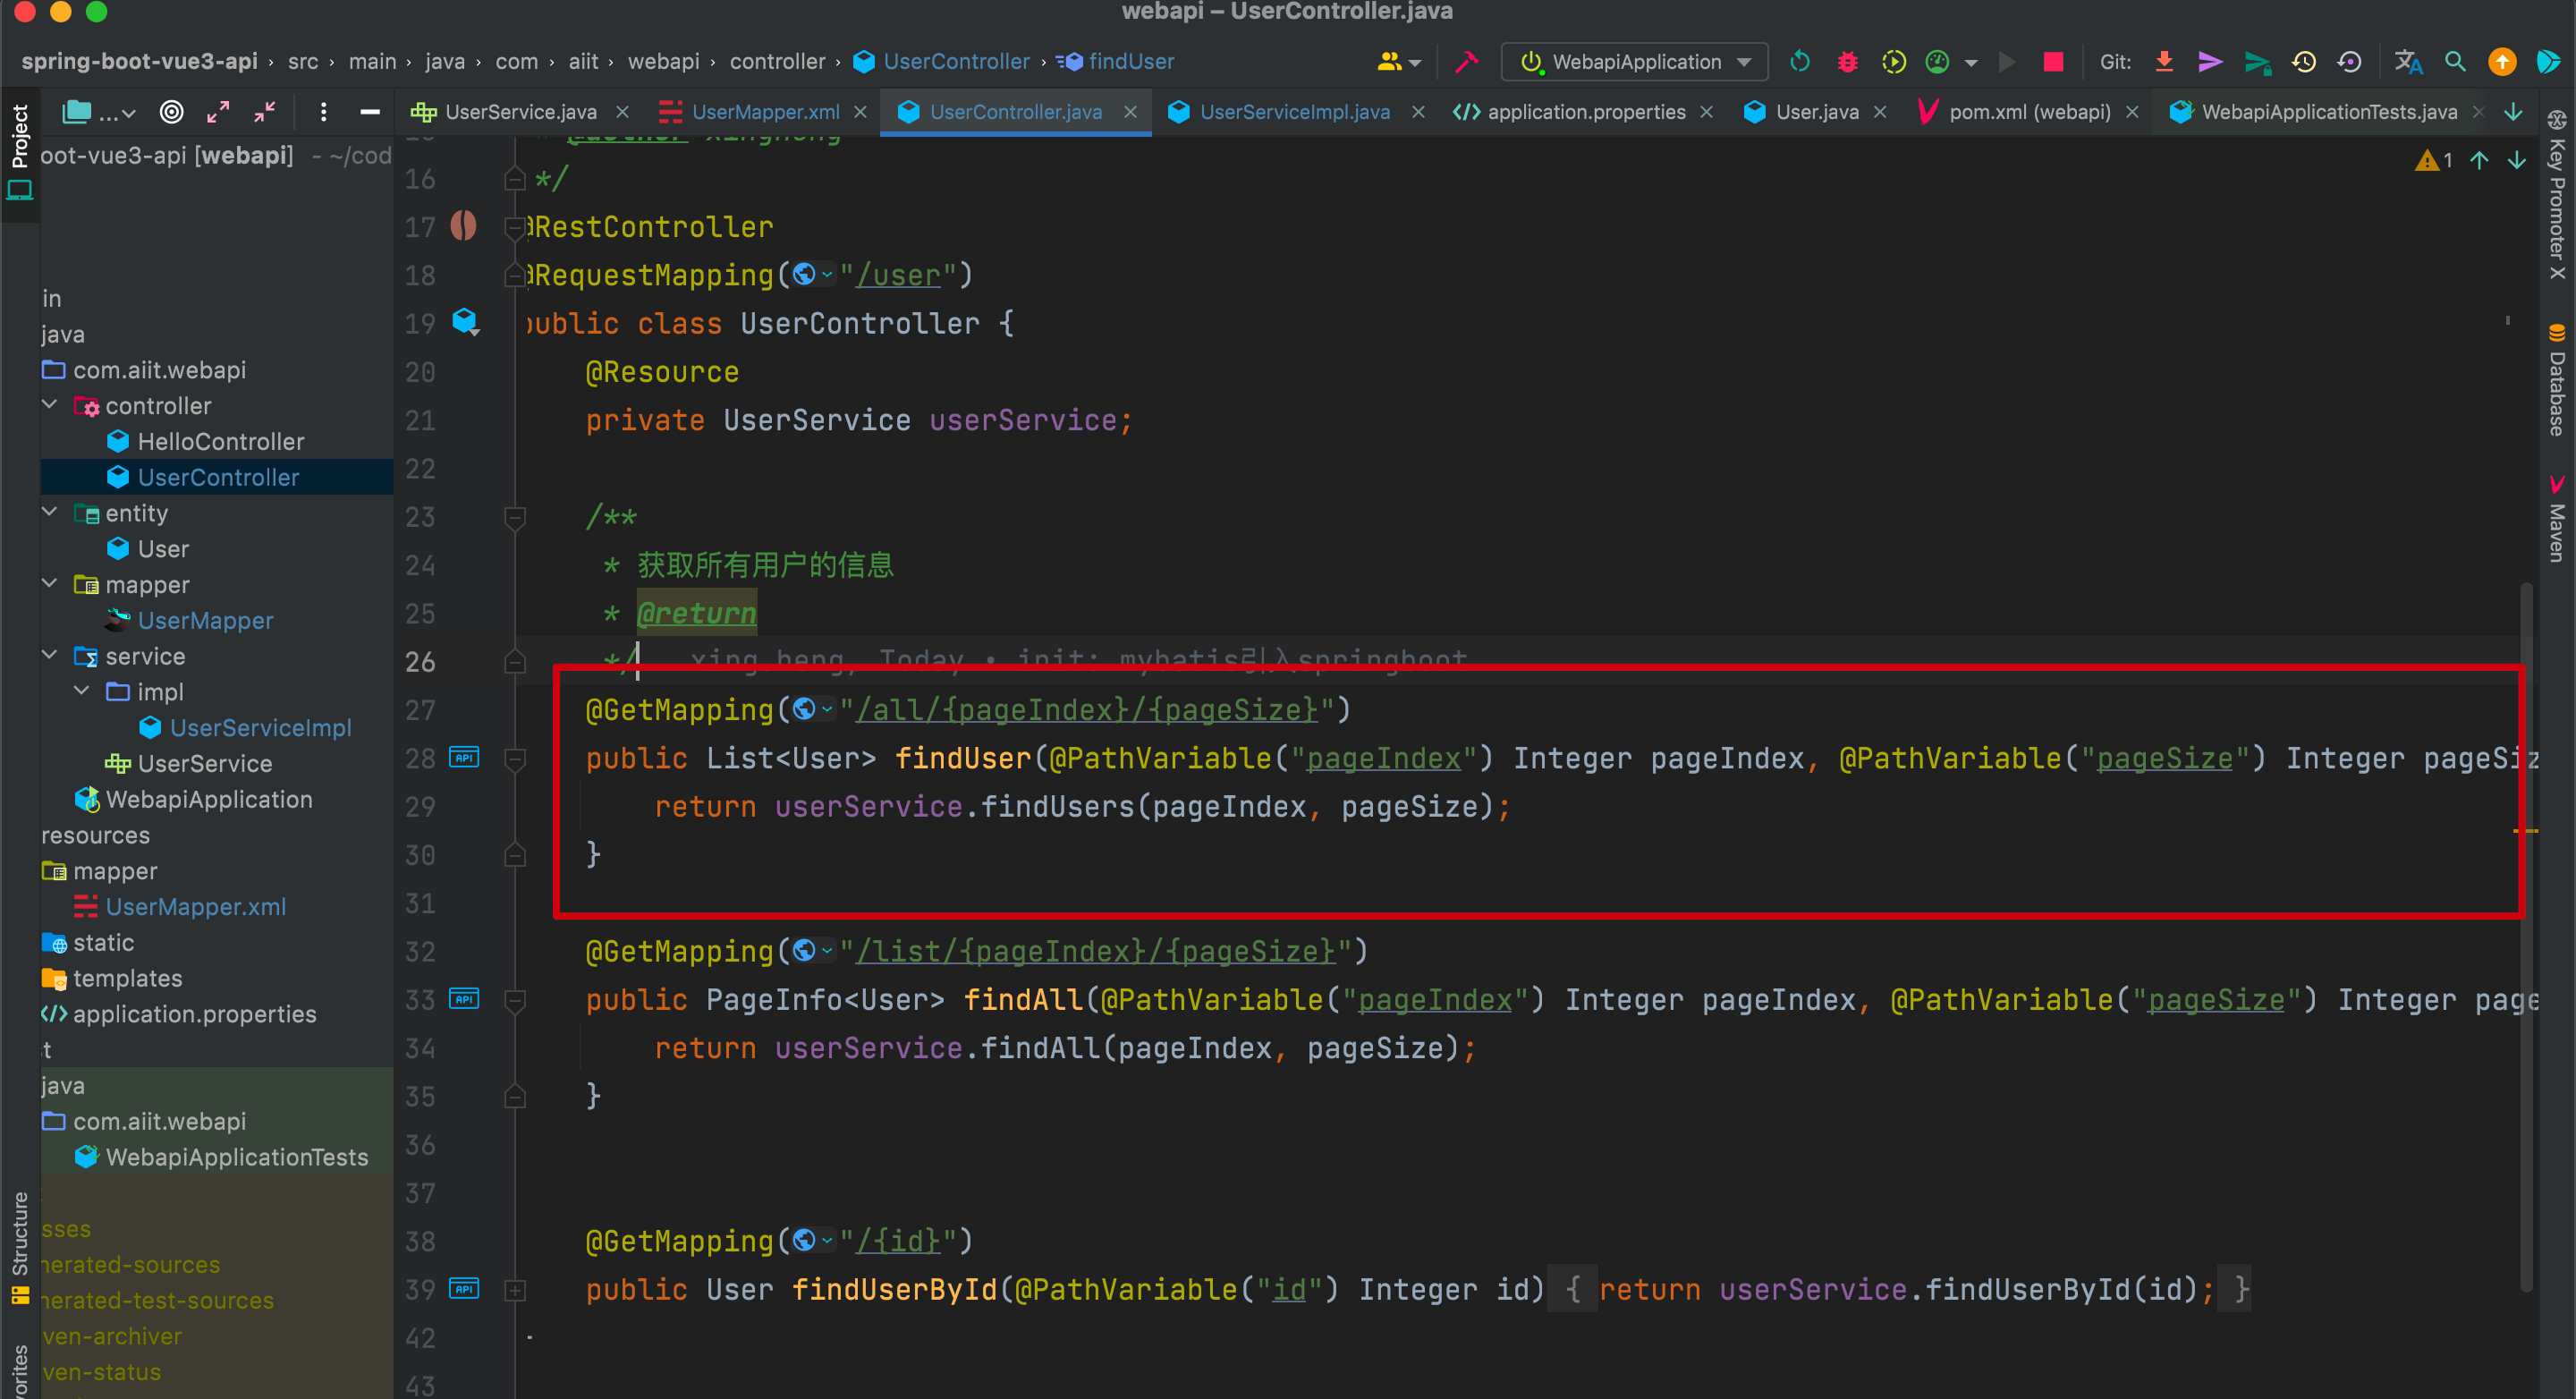 webapi – UserController.java
spring-boot-vue3-api › src › main › java › com › aiit › webapi › controller › UserController › findUser
WebapiApplication
Git:
Project
...
UserService.java
UserMapper.xml
UserController.java
UserServiceImpl.java
application.properties
User.java
pom.xml (webapi)
WebapiApplicationTests.java
oot-vue3-api [webapi] - ~/cod
in
java
com.aiit.webapi
controller
HelloController
UserController
entity
User
mapper
UserMapper
service
impl
UserServiceImpl
UserService
WebapiApplication
resources
mapper
UserMapper.xml
static
templates
application.properties
t
java
com.aiit.webapi
WebapiApplicationTests
sses
nerated-sources
nerated-test-sources
ven-archiver
ven-status
Structure
vorites
1
@author xingheng
16 */
17 @RestController
18 @RequestMapping("/user")
19 public class UserController {
20 @Resource
21 private UserService userService;
22
23 /**
24 * 获取所有用户的信息
25 * @return
26 */ xing heng, Today • init: mybatis引入springboot
27 @GetMapping("/all/{pageIndex}/{pageSize}")
28 public List<User> findUser(@PathVariable("pageIndex") Integer pageIndex, @PathVariable("pageSize") Integer pageSiz
29 return userService.findUsers(pageIndex, pageSize);
30 }
31
32 @GetMapping("/list/{pageIndex}/{pageSize}")
33 public PageInfo<User> findAll(@PathVariable("pageIndex") Integer pageIndex, @PathVariable("pageSize") Integer page
34 return userService.findAll(pageIndex, pageSize);
35 }
36
37
38 @GetMapping("/{id}")
39 public User findUserById(@PathVariable("id") Integer id) { return userService.findUserById(id); }
42
43
Key Promoter X
Database
Maven